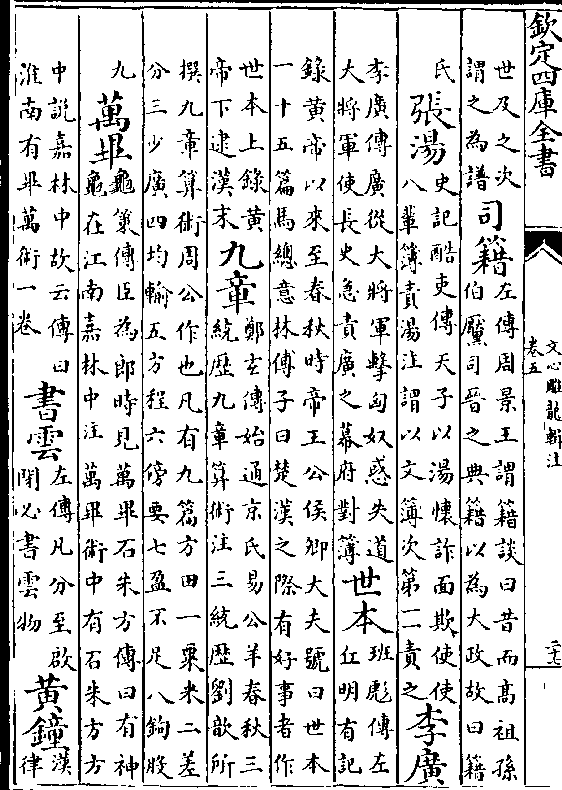 欽定四庫全書
文心雕龍輯注
卷五
二七
世及之次
謂之為譜
司籍
左傳周景王謂籍談曰昔而高祖孫
伯黶司晉之典籍以為大政故曰籍
氏
張湯
史記酷吏傳天子以湯懷詐面欺使使
八輩簿責湯注謂以文簿次第一一責之
李廣
李廣傳廣從大將軍擊匈奴惑失道
大將軍使長史急責廣之幕府對簿
世本
班彪傳左
丘明有記
錄黃帝以來至春秋時帝王公侯卿大夫號曰世本
一十五篇馬總意林傅子曰楚漢之際有好事者作
世本上錄黃
帝下逮漢末
九章
鄭玄傳始通京氏易公羊春秋三
統歷九章算術注三統歷劉歆所
撰九章算術周公作也凡有九篇方田一粟米二差
分三少廣四均輸五方程六傍要七盈不足八鉤股
九
萬畢
龜策傳臣為郎時見萬畢石朱方傳曰有神
龜在江南嘉林中注萬畢術中有石朱方方
中說嘉林中故云傳曰
淮南有畢萬術一卷
書雲
左傳凡分至啟
閉必書雲物
黃鐘
漢
律